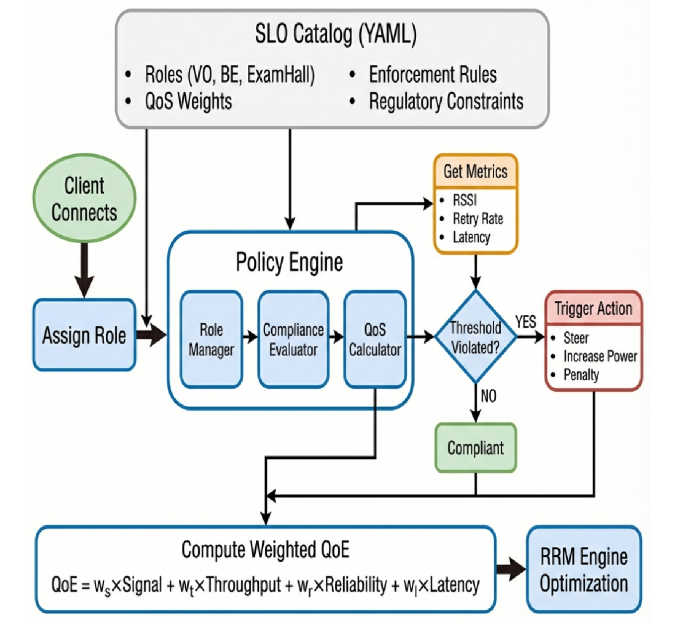 SLO Catalog (YAML)
• Roles (VO, BE, ExamHall)
• QoS Weights
• Enforcement Rules
• Regulatory Constraints
Client
Connects
Assign Role
Policy Engine
Role
Manager
Compliance
Evaluator
QoS
Calculator
Get Metrics
• RSSI
• Retry Rate
• Latency
Threshold
Violated?
YES
NO
Trigger Action
• Steer
• Increase Power
• Penalty
Compliant
Compute Weighted QoE
QoE = wₛ×Signal + wₜ×Throughput + wᵣ×Reliability + wₗ×Latency
RRM Engine
Optimization